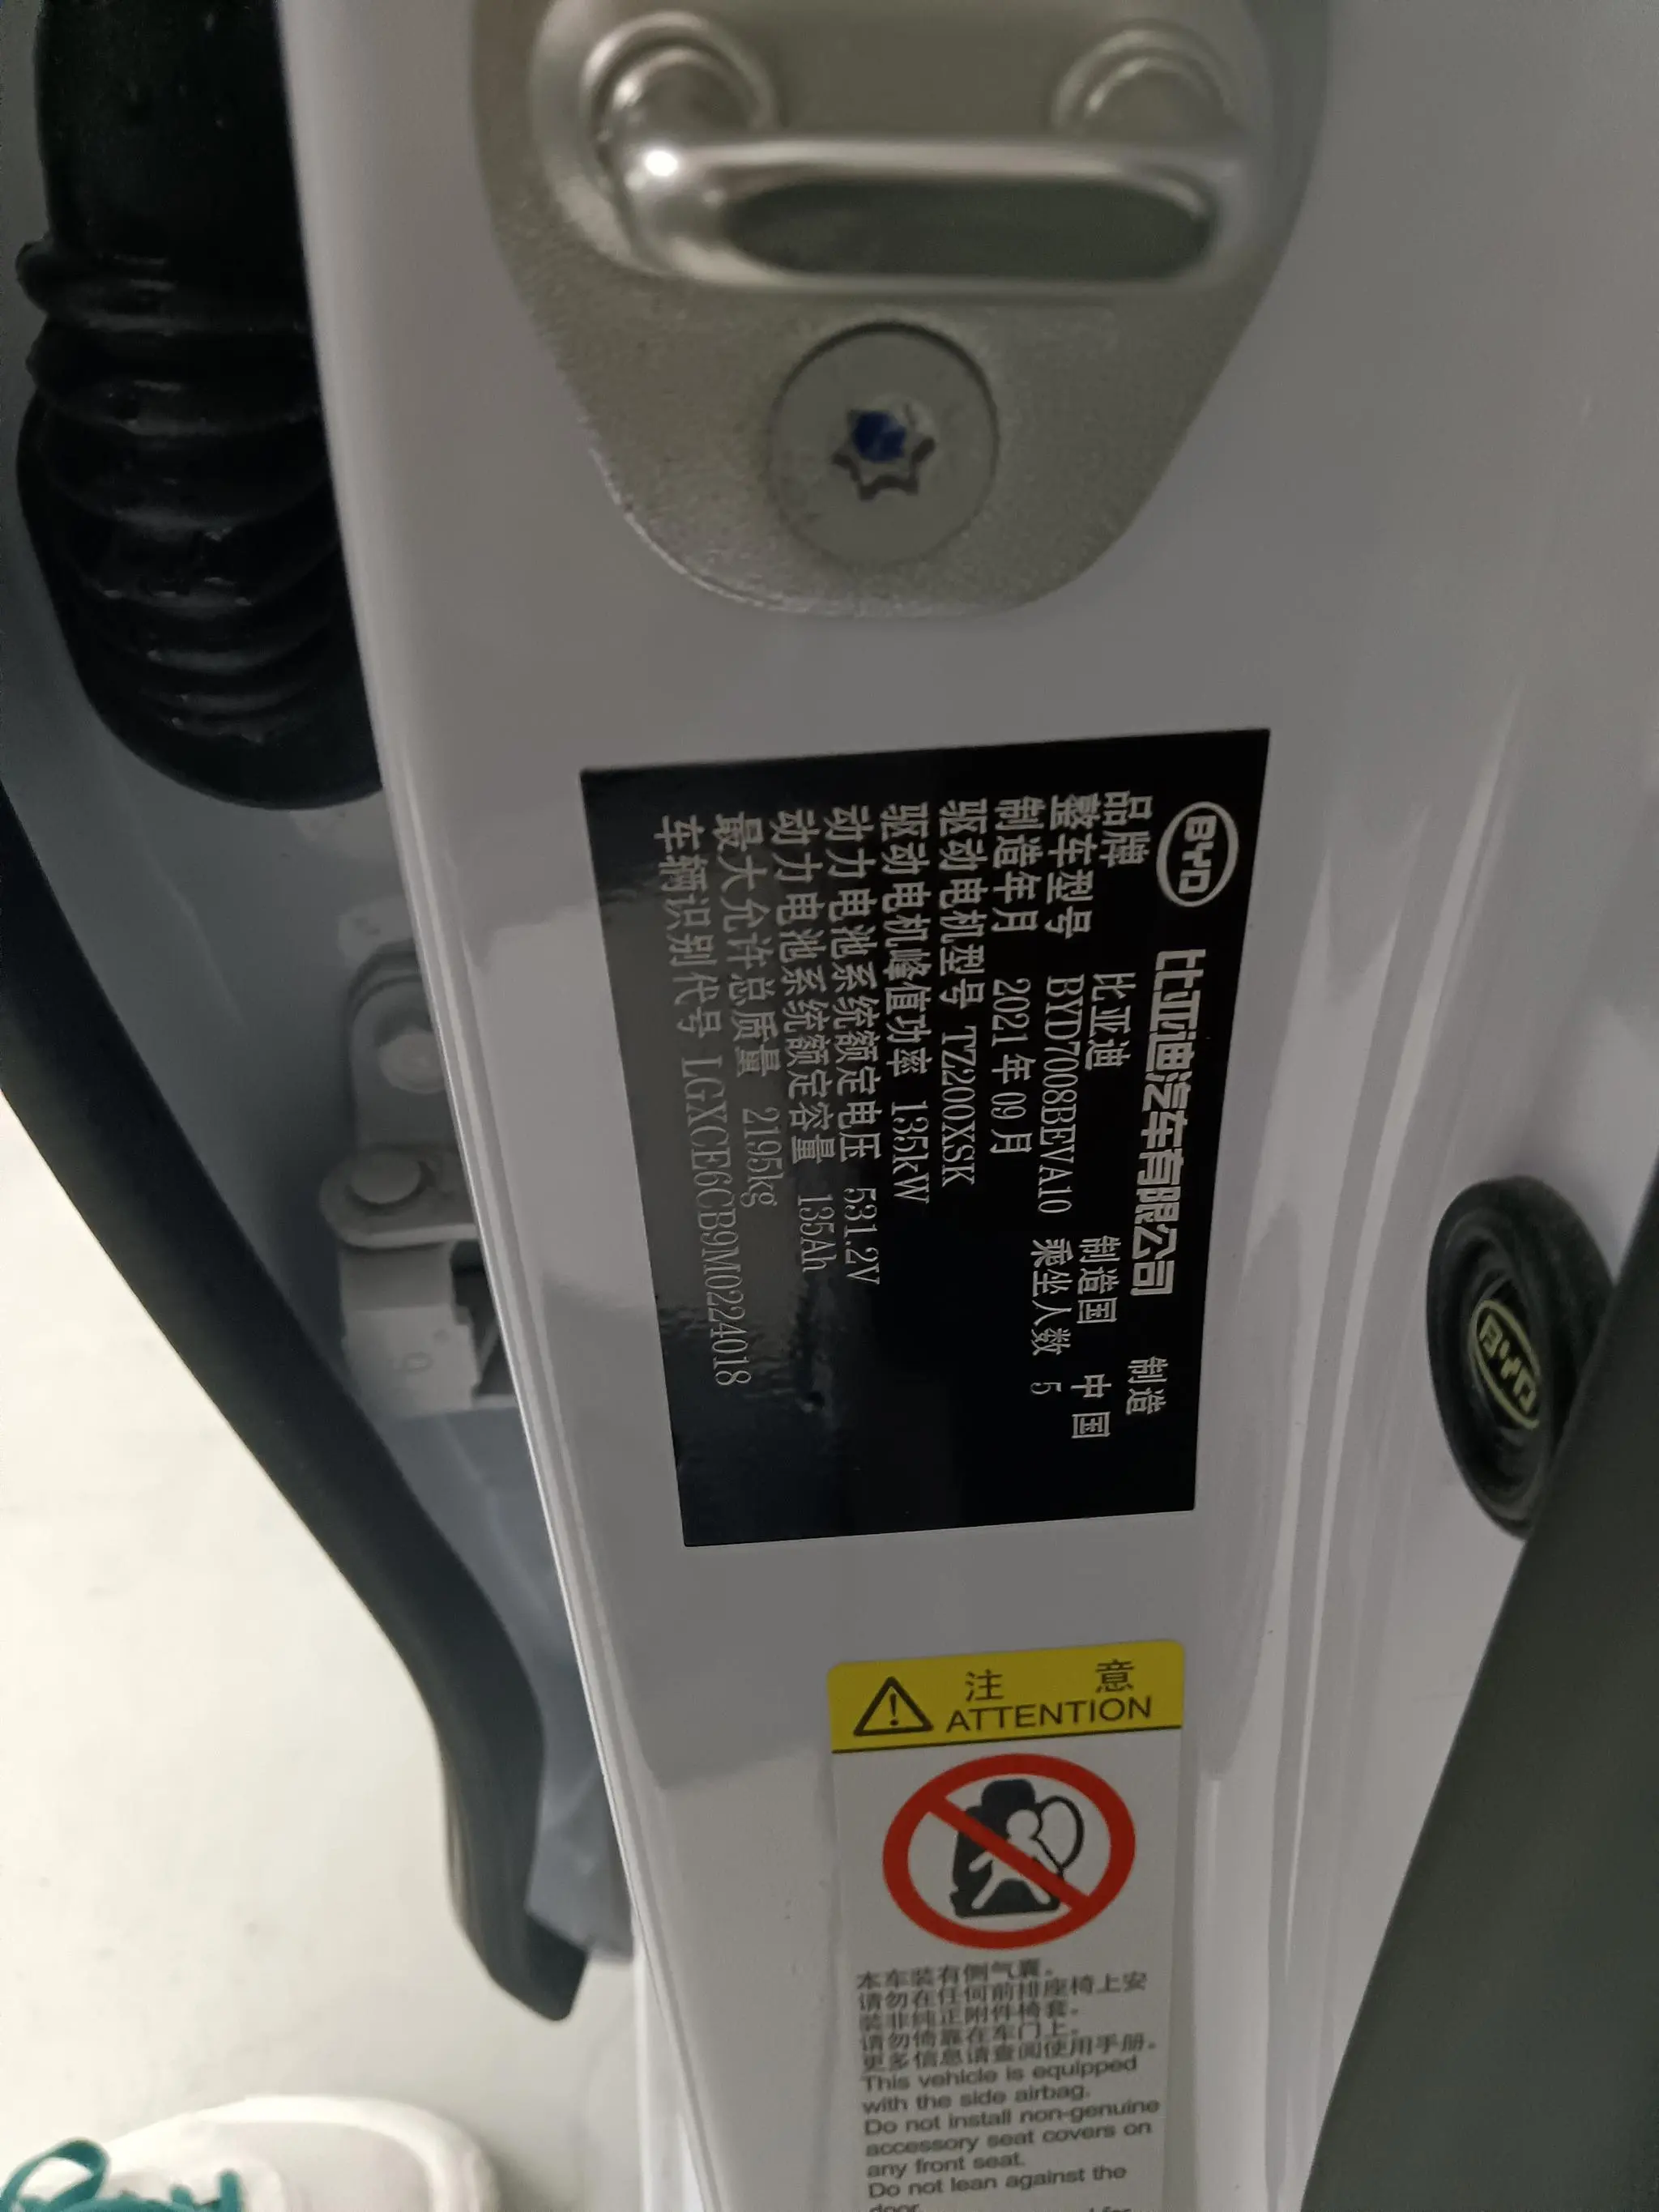 BYD 比亚迪汽车有限公司 制造
品牌 比亚迪 制造国 中国
整车型号 BYD7008BEVA10 乘坐人数 5
制造年月 2021年09月
驱动电机型号 TZ200XSK
驱动电机峰值功率 135kW
动力电池系统额定电压 531.2V
动力电池系统额定容量 135Ah
最大允许总质量 2195kg
车辆识别代号 LGXCE6CB9M0224018
BYD
注 意
ATTENTION
本车装有侧气囊。
请勿在任何前排座椅上安
装非纯正附件椅套。
请勿倚靠在车门上。
更多信息请查阅使用手册。
This vehicle is equipped
with the side airbag.
Do not install non-genuine
accessory seat covers on
any front seat.
Do not lean against the
door.